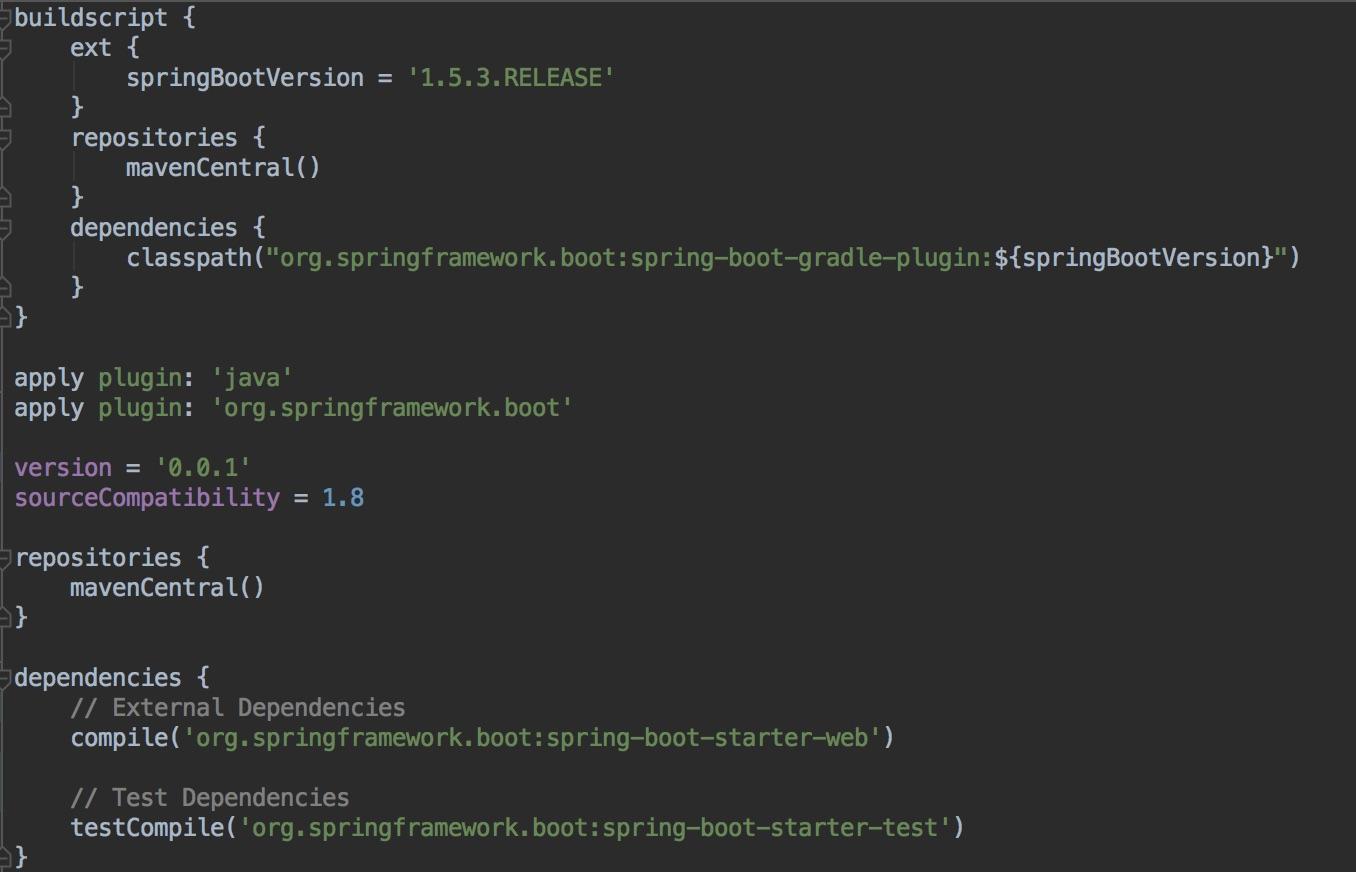 buildscript {
    ext {
        springBootVersion = '1.5.3.RELEASE'
    }
    repositories {
        mavenCentral()
    }
    dependencies {
        classpath("org.springframework.boot:spring-boot-gradle-plugin:${springBootVersion}")
    }
}

apply plugin: 'java'
apply plugin: 'org.springframework.boot'

version = '0.0.1'
sourceCompatibility = 1.8

repositories {
    mavenCentral()
}

dependencies {
    // External Dependencies
    compile('org.springframework.boot:spring-boot-starter-web')

    // Test Dependencies
    testCompile('org.springframework.boot:spring-boot-starter-test')
}